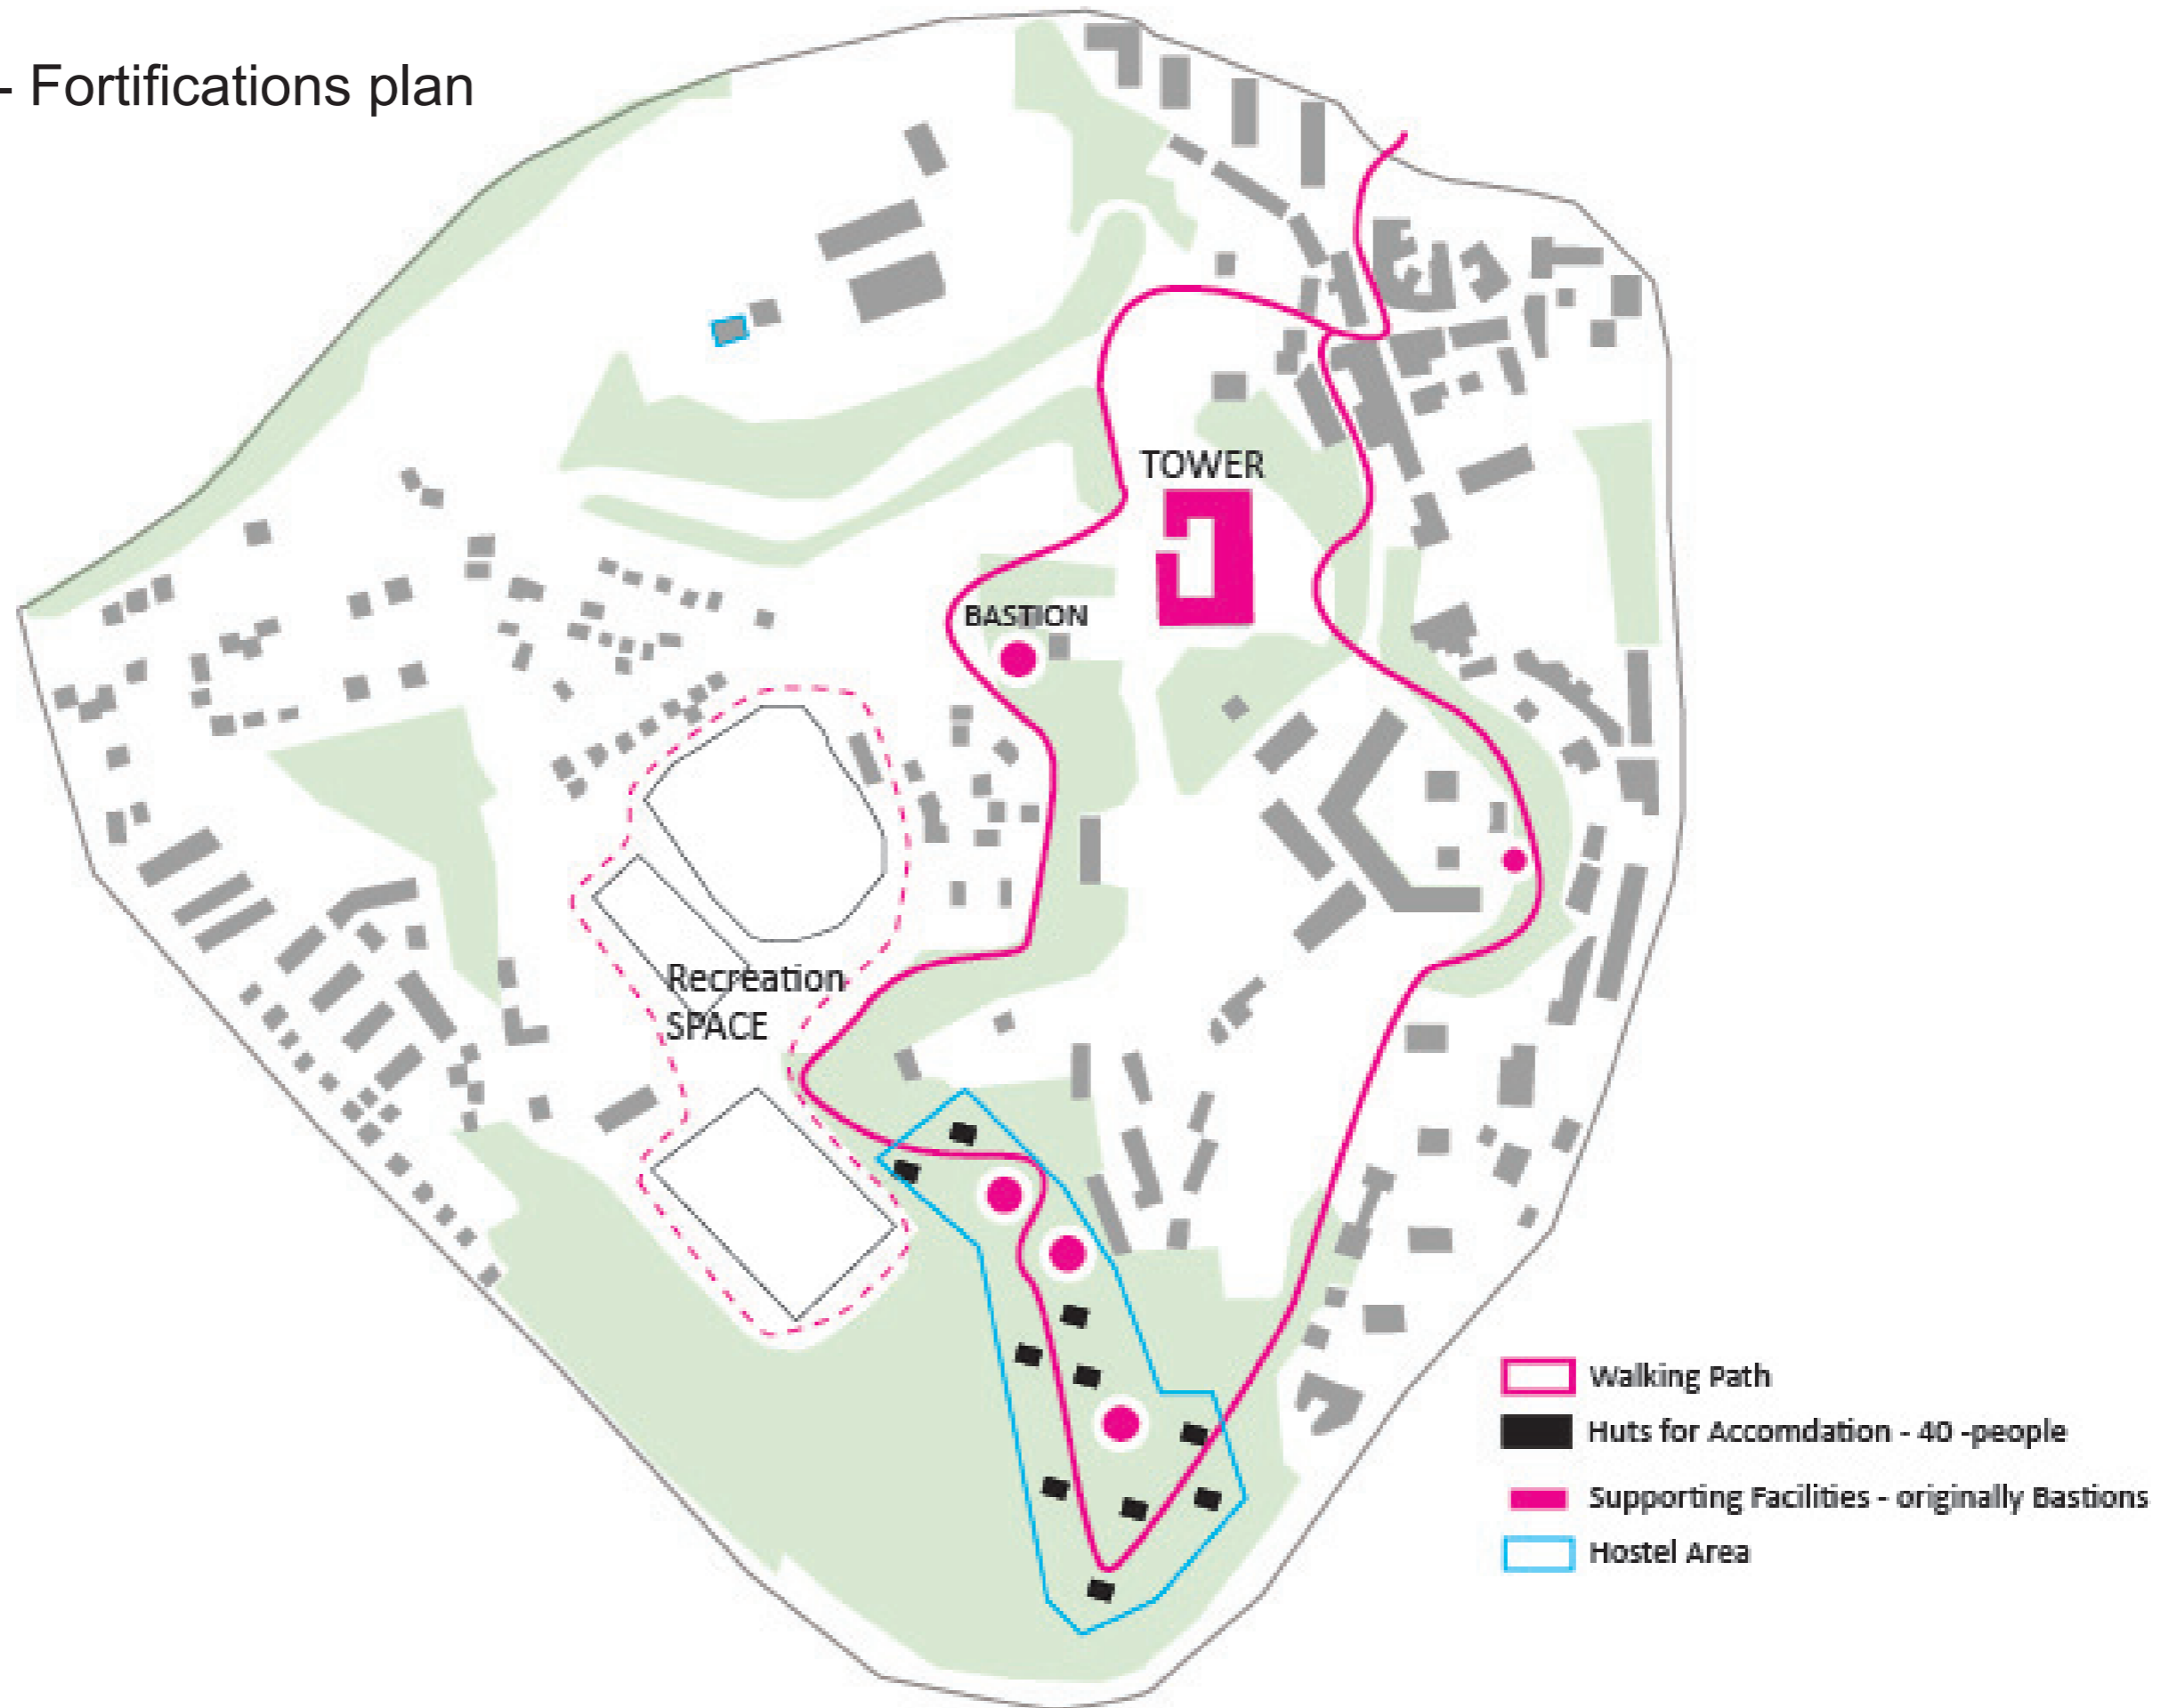 - Fortifications plan
TOWER
BASTION
Recreation
SPACE
Walking Path
Huts for Accomdation - 40 -people
Supporting Facilities - originally Bastions
Hostel Area